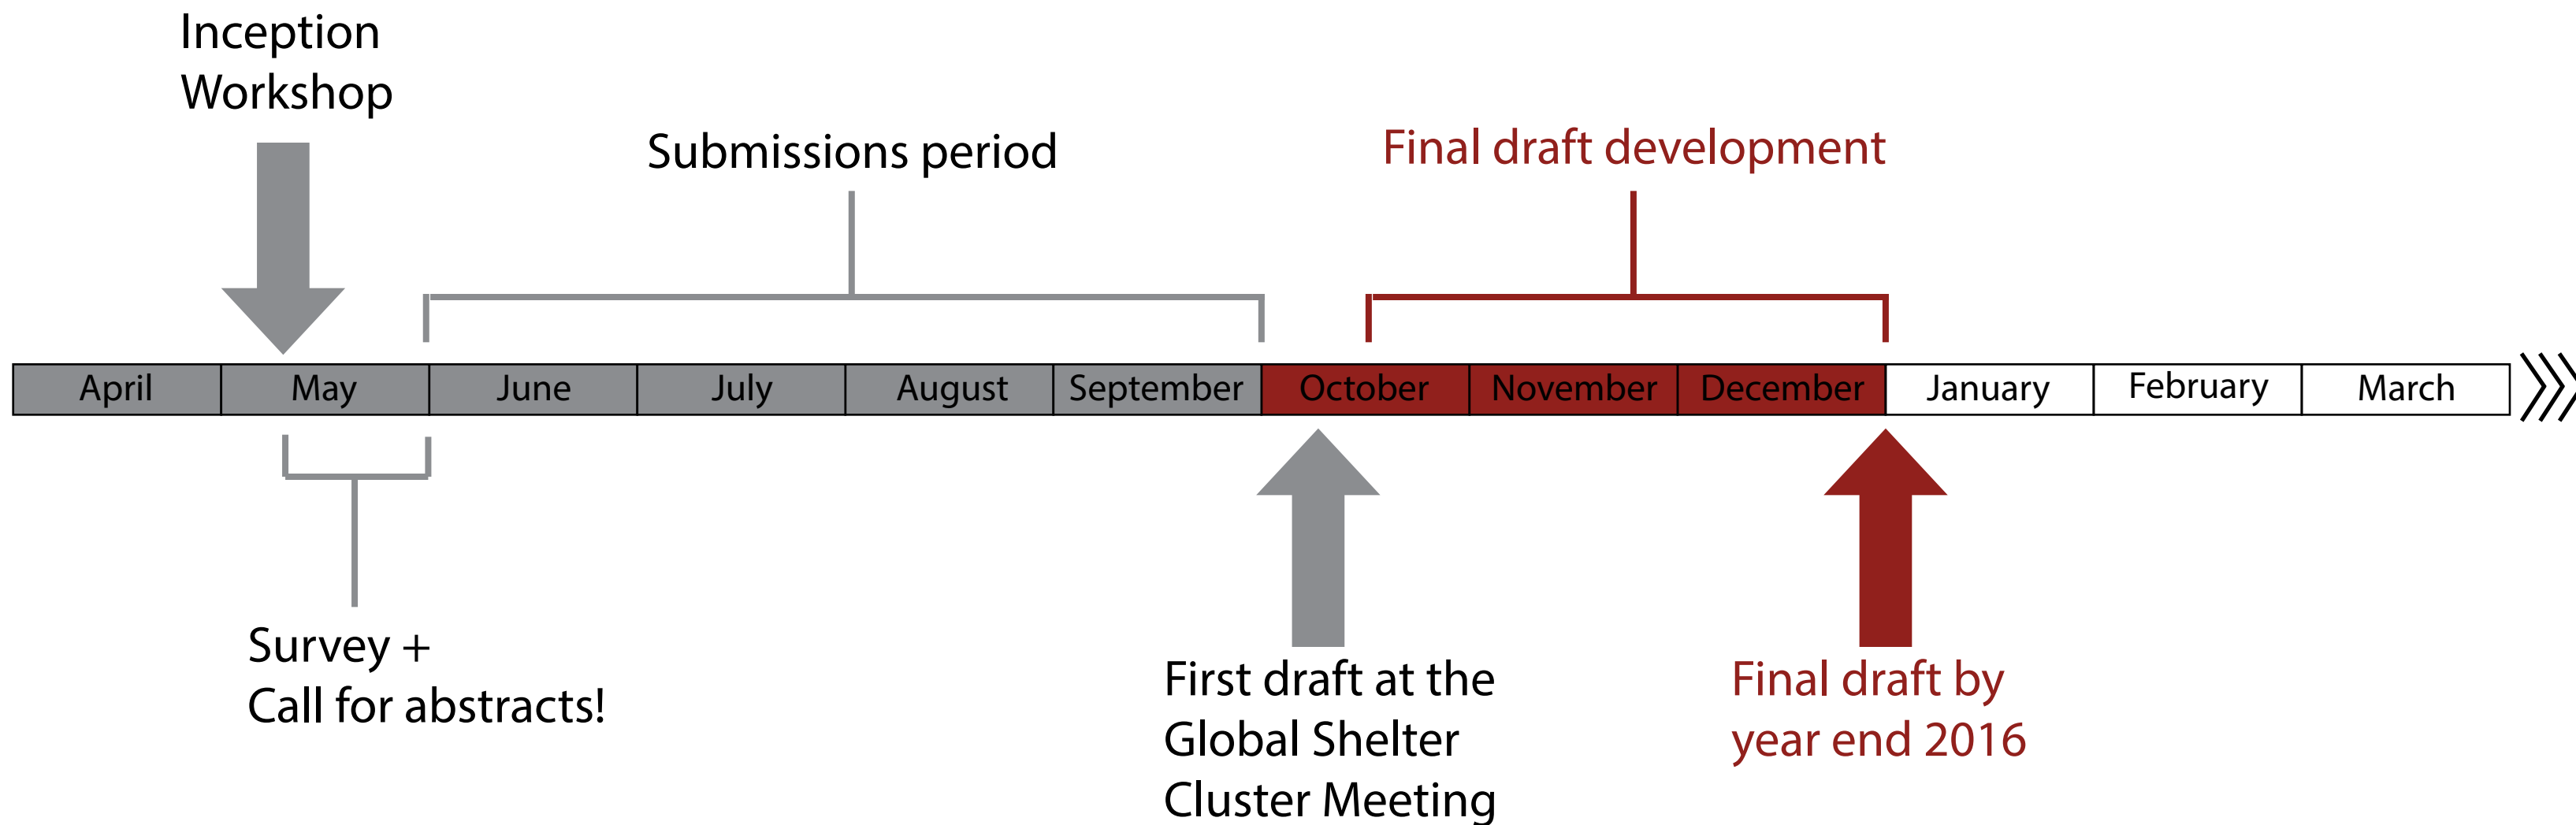 Inception
Workshop
Submissions period
Final draft development
April
May
June
July
August
September
October
November
December
January
February
March
Survey +
Call for abstracts!
First draft at the
Global Shelter
Cluster Meeting
Final draft by
year end 2016